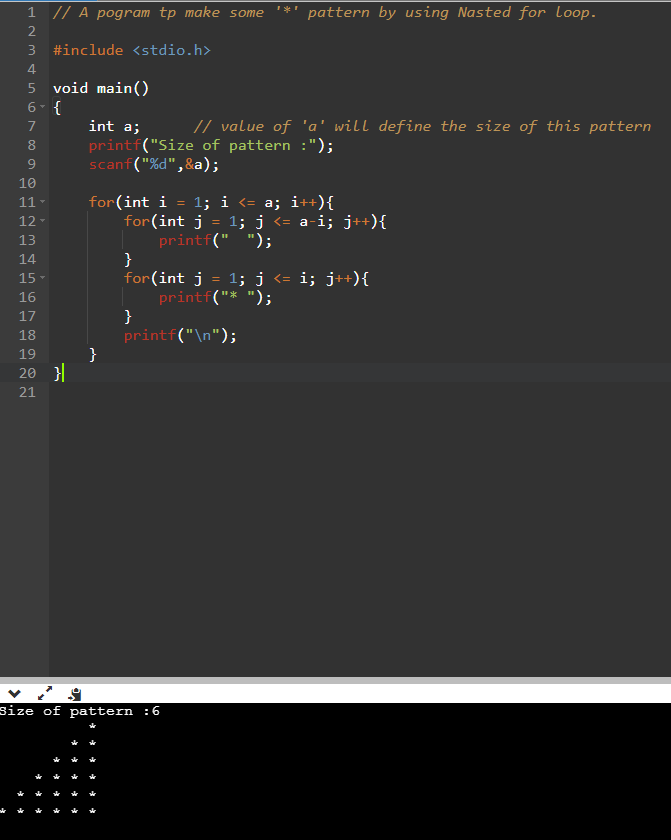 1 // A pogram tp make some '*' pattern by using Nasted for loop.
2
3 #include <stdio.h>
4
5 void main()
6 {
7     int a;      // value of 'a' will define the size of this pattern
8     printf("Size of pattern :");
9     scanf("%d",&a);
10
11     for(int i = 1; i <= a; i++){
12         for(int j = 1; j <= a-i; j++){
13             printf("  ");
14         }
15         for(int j = 1; j <= i; j++){
16             printf("* ");
17         }
18         printf("\n");
19     }
20 }
21
Size of pattern :6
          *
        * *
      * * *
    * * * *
  * * * * *
* * * * * *